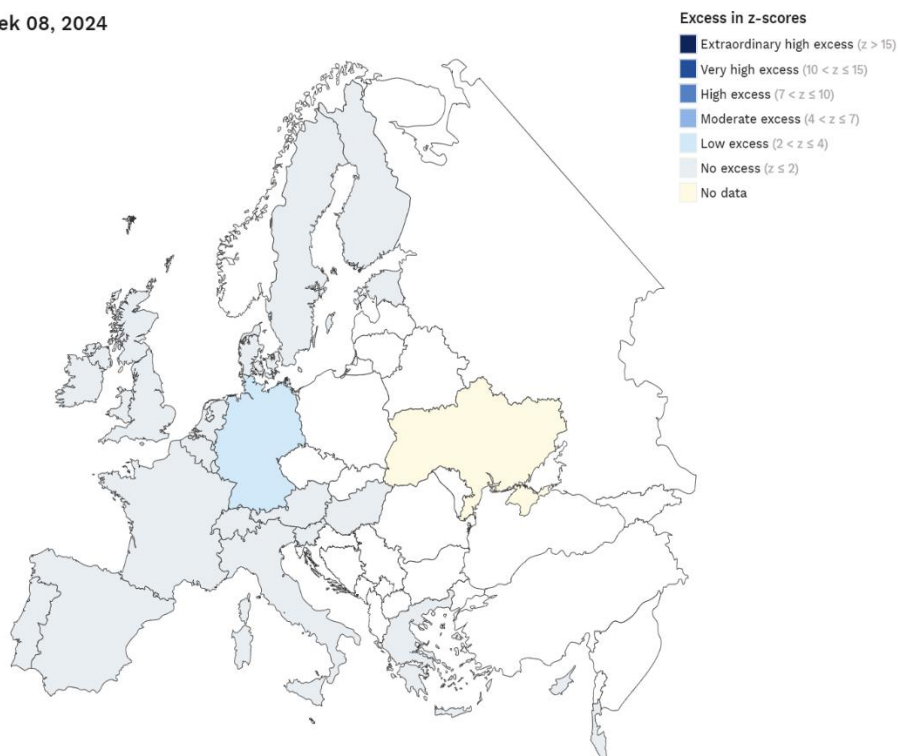 ek 08, 2024
Excess in z-scores
Extraordinary high excess (z > 15)
Very high excess (10 < z ≤ 15)
High excess (7 < z ≤ 10)
Moderate excess (4 < z ≤ 7)
Low excess (2 < z ≤ 4)
No excess (z ≤ 2)
No data